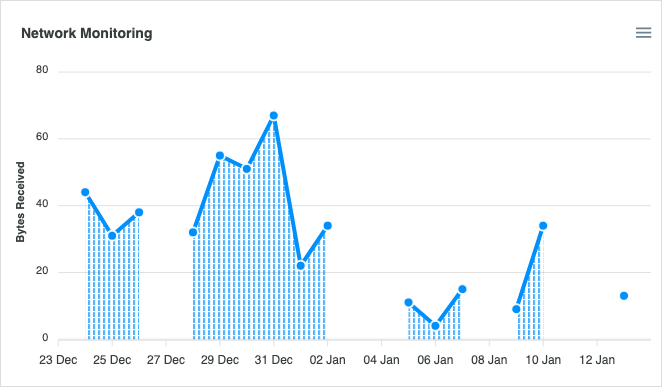 Network Monitoring
80
60
40
20
0
Bytes Received
23 Dec 25 Dec 27 Dec 29 Dec 31 Dec 02 Jan 04 Jan 06 Jan 08 Jan 10 Jan 12 Jan